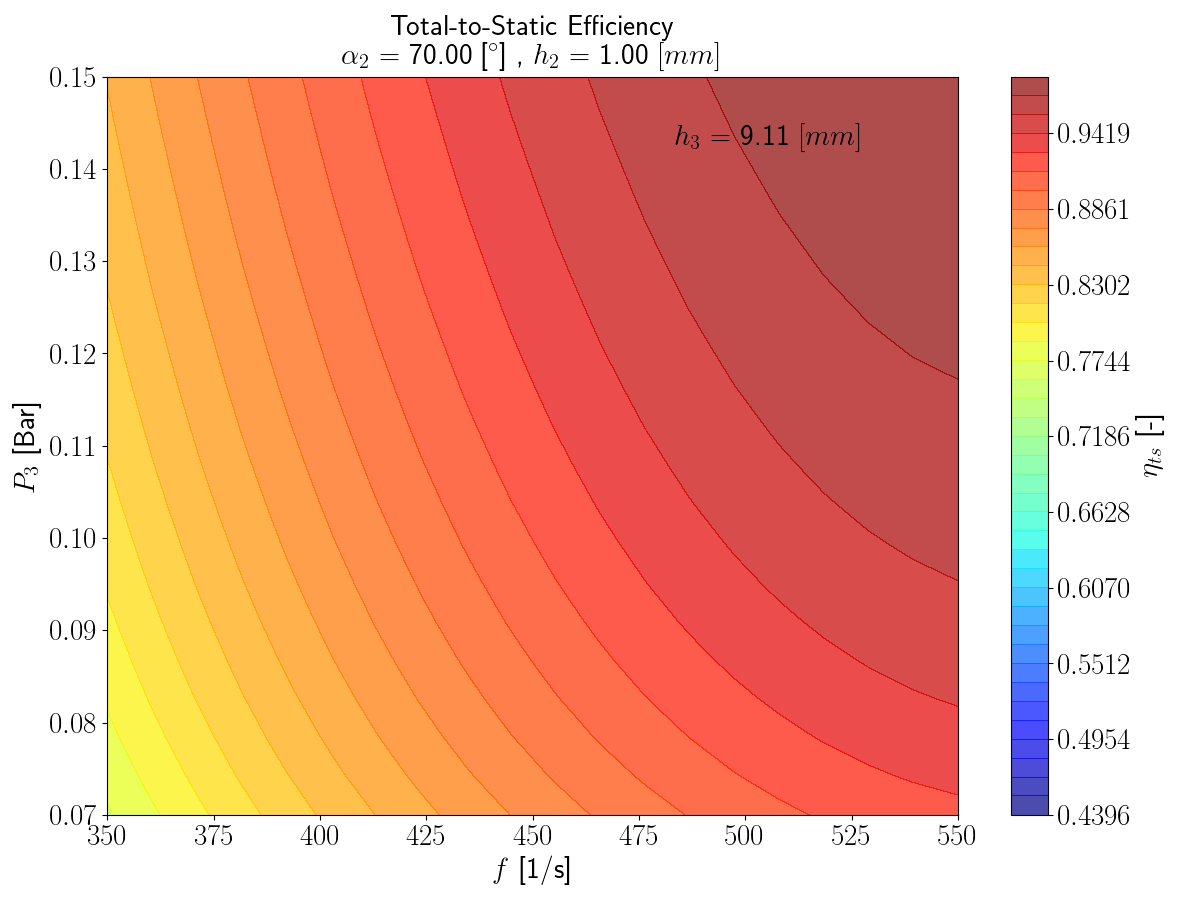 Total-to-Static Efficiency
α₂ = 70.00 [°] , h₂ = 1.00 [mm]
h₃ = 9.11 [mm]
P₃ [Bar]
0.15
0.14
0.13
0.12
0.11
0.10
0.09
0.08
0.07
350 375 400 425 450 475 500 525 550
f [1/s]
0.9419
0.8861
0.8302
0.7744
0.7186
0.6628
0.6070
0.5512
0.4954
0.4396
ηₜₛ [-]